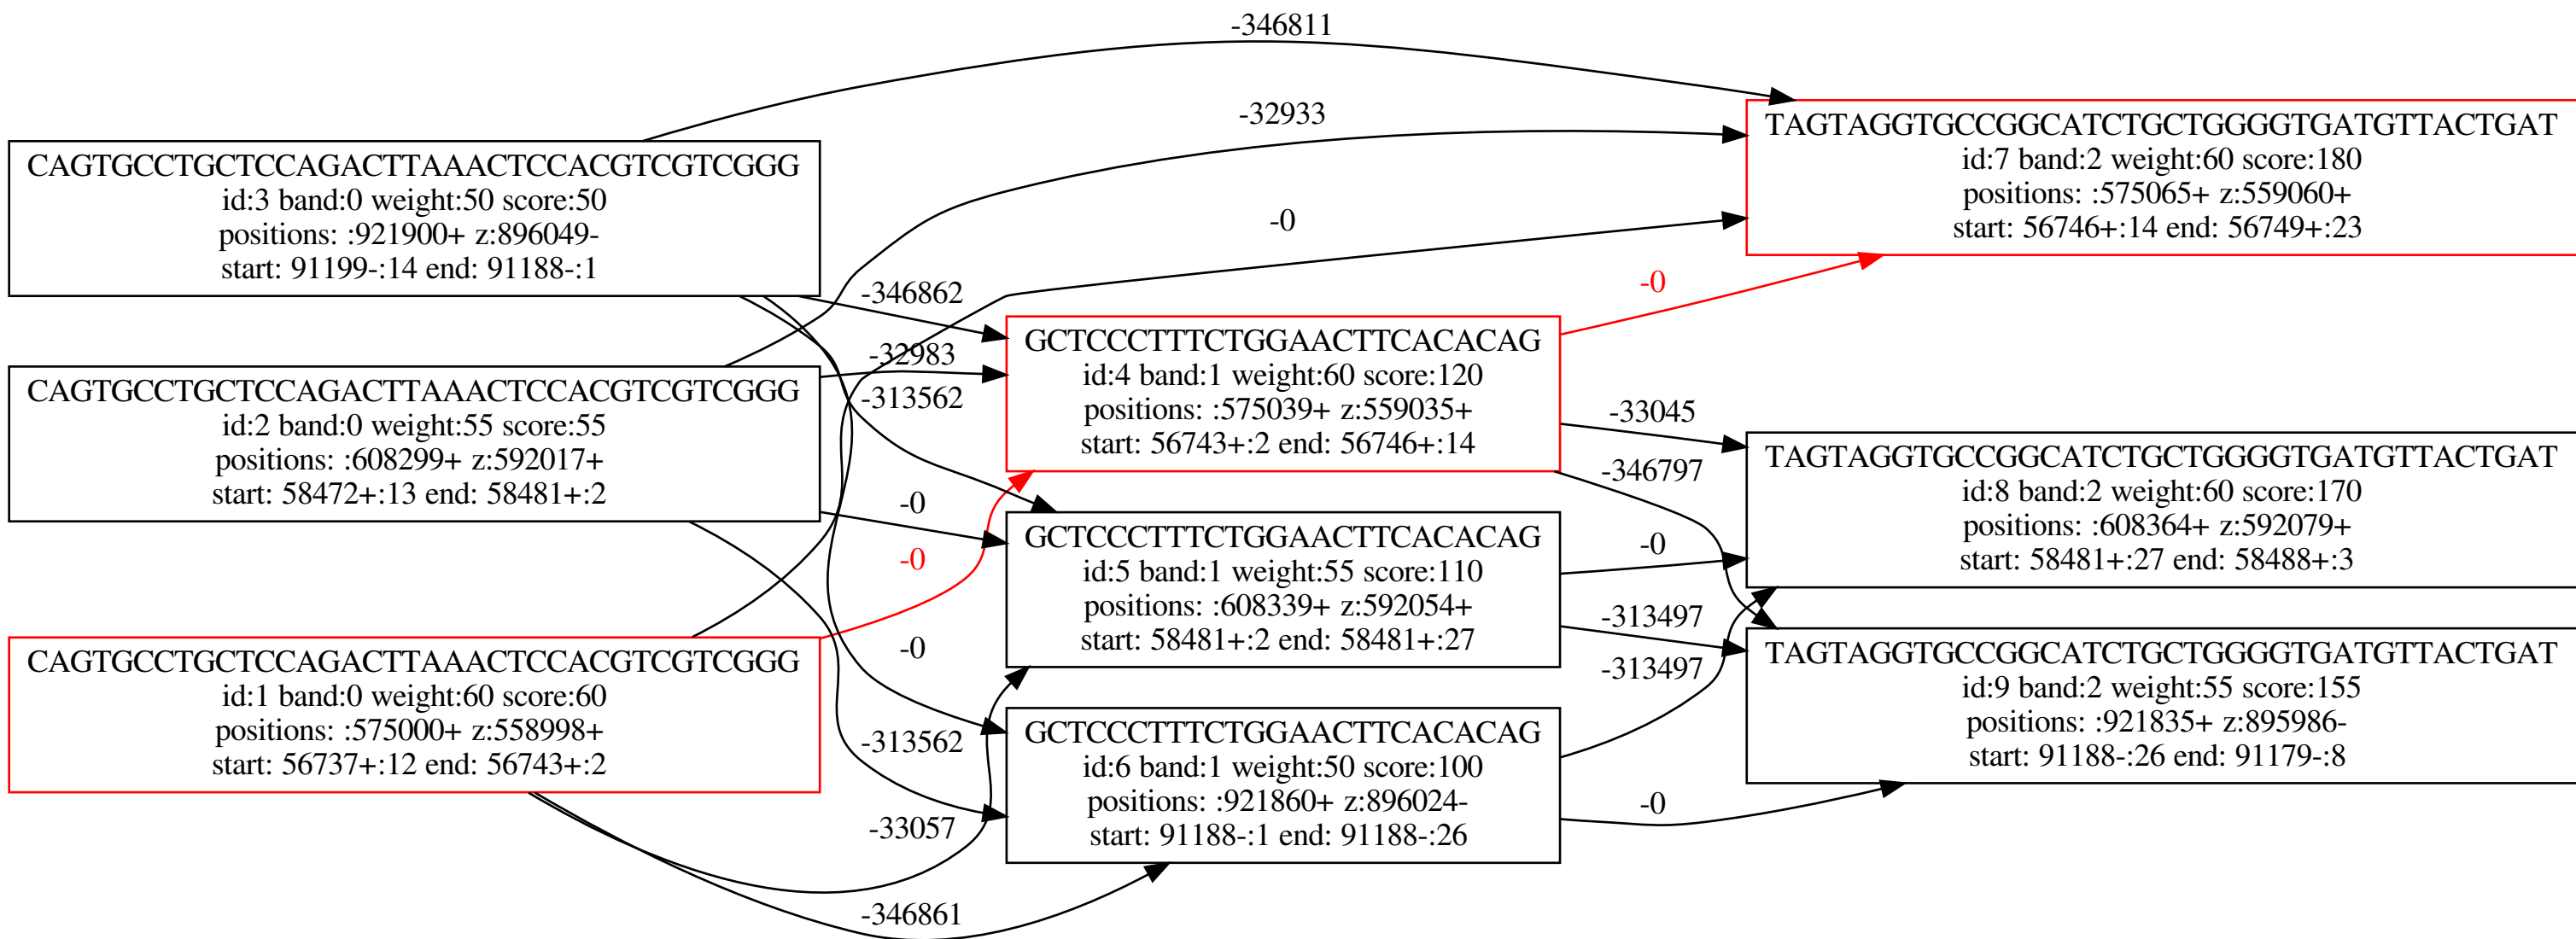 -346811
-32933
TAGTAGGTGCCGGCATCTGCTGGGGTGATGTTACTGAT
id:7 band:2 weight:60 score:180
positions: :575065+ z:559060+
start: 56746+:14 end: 56749+:23
CAGTGCCTGCTCCAGACTTAAACTCCACGTCGTCGGG
id:3 band:0 weight:50 score:50
positions: :921900+ z:896049-
start: 91199-:14 end: 91188-:1
-0
-346862
-0
-32983
-313562
GCTCCCTTTCTGGAACTTCACACAG
id:4 band:1 weight:60 score:120
positions: :575039+ z:559035+
start: 56743+:2 end: 56746+:14
CAGTGCCTGCTCCAGACTTAAACTCCACGTCGTCGGG
id:2 band:0 weight:55 score:55
positions: :608299+ z:592017+
start: 58472+:13 end: 58481+:2
-33045
-346797
TAGTAGGTGCCGGCATCTGCTGGGGTGATGTTACTGAT
id:8 band:2 weight:60 score:170
positions: :608364+ z:592079+
start: 58481+:27 end: 58488+:3
-0
-0
-0
GCTCCCTTTCTGGAACTTCACACAG
id:5 band:1 weight:55 score:110
positions: :608339+ z:592054+
start: 58481+:2 end: 58481+:27
-313497
-313497
CAGTGCCTGCTCCAGACTTAAACTCCACGTCGTCGGG
id:1 band:0 weight:60 score:60
positions: :575000+ z:558998+
start: 56737+:12 end: 56743+:2
-0
-313562
-33057
TAGTAGGTGCCGGCATCTGCTGGGGTGATGTTACTGAT
id:9 band:2 weight:55 score:155
positions: :921835+ z:895986-
start: 91188-:26 end: 91179-:8
GCTCCCTTTCTGGAACTTCACACAG
id:6 band:1 weight:50 score:100
positions: :921860+ z:896024-
start: 91188-:1 end: 91188-:26
-0
-346861